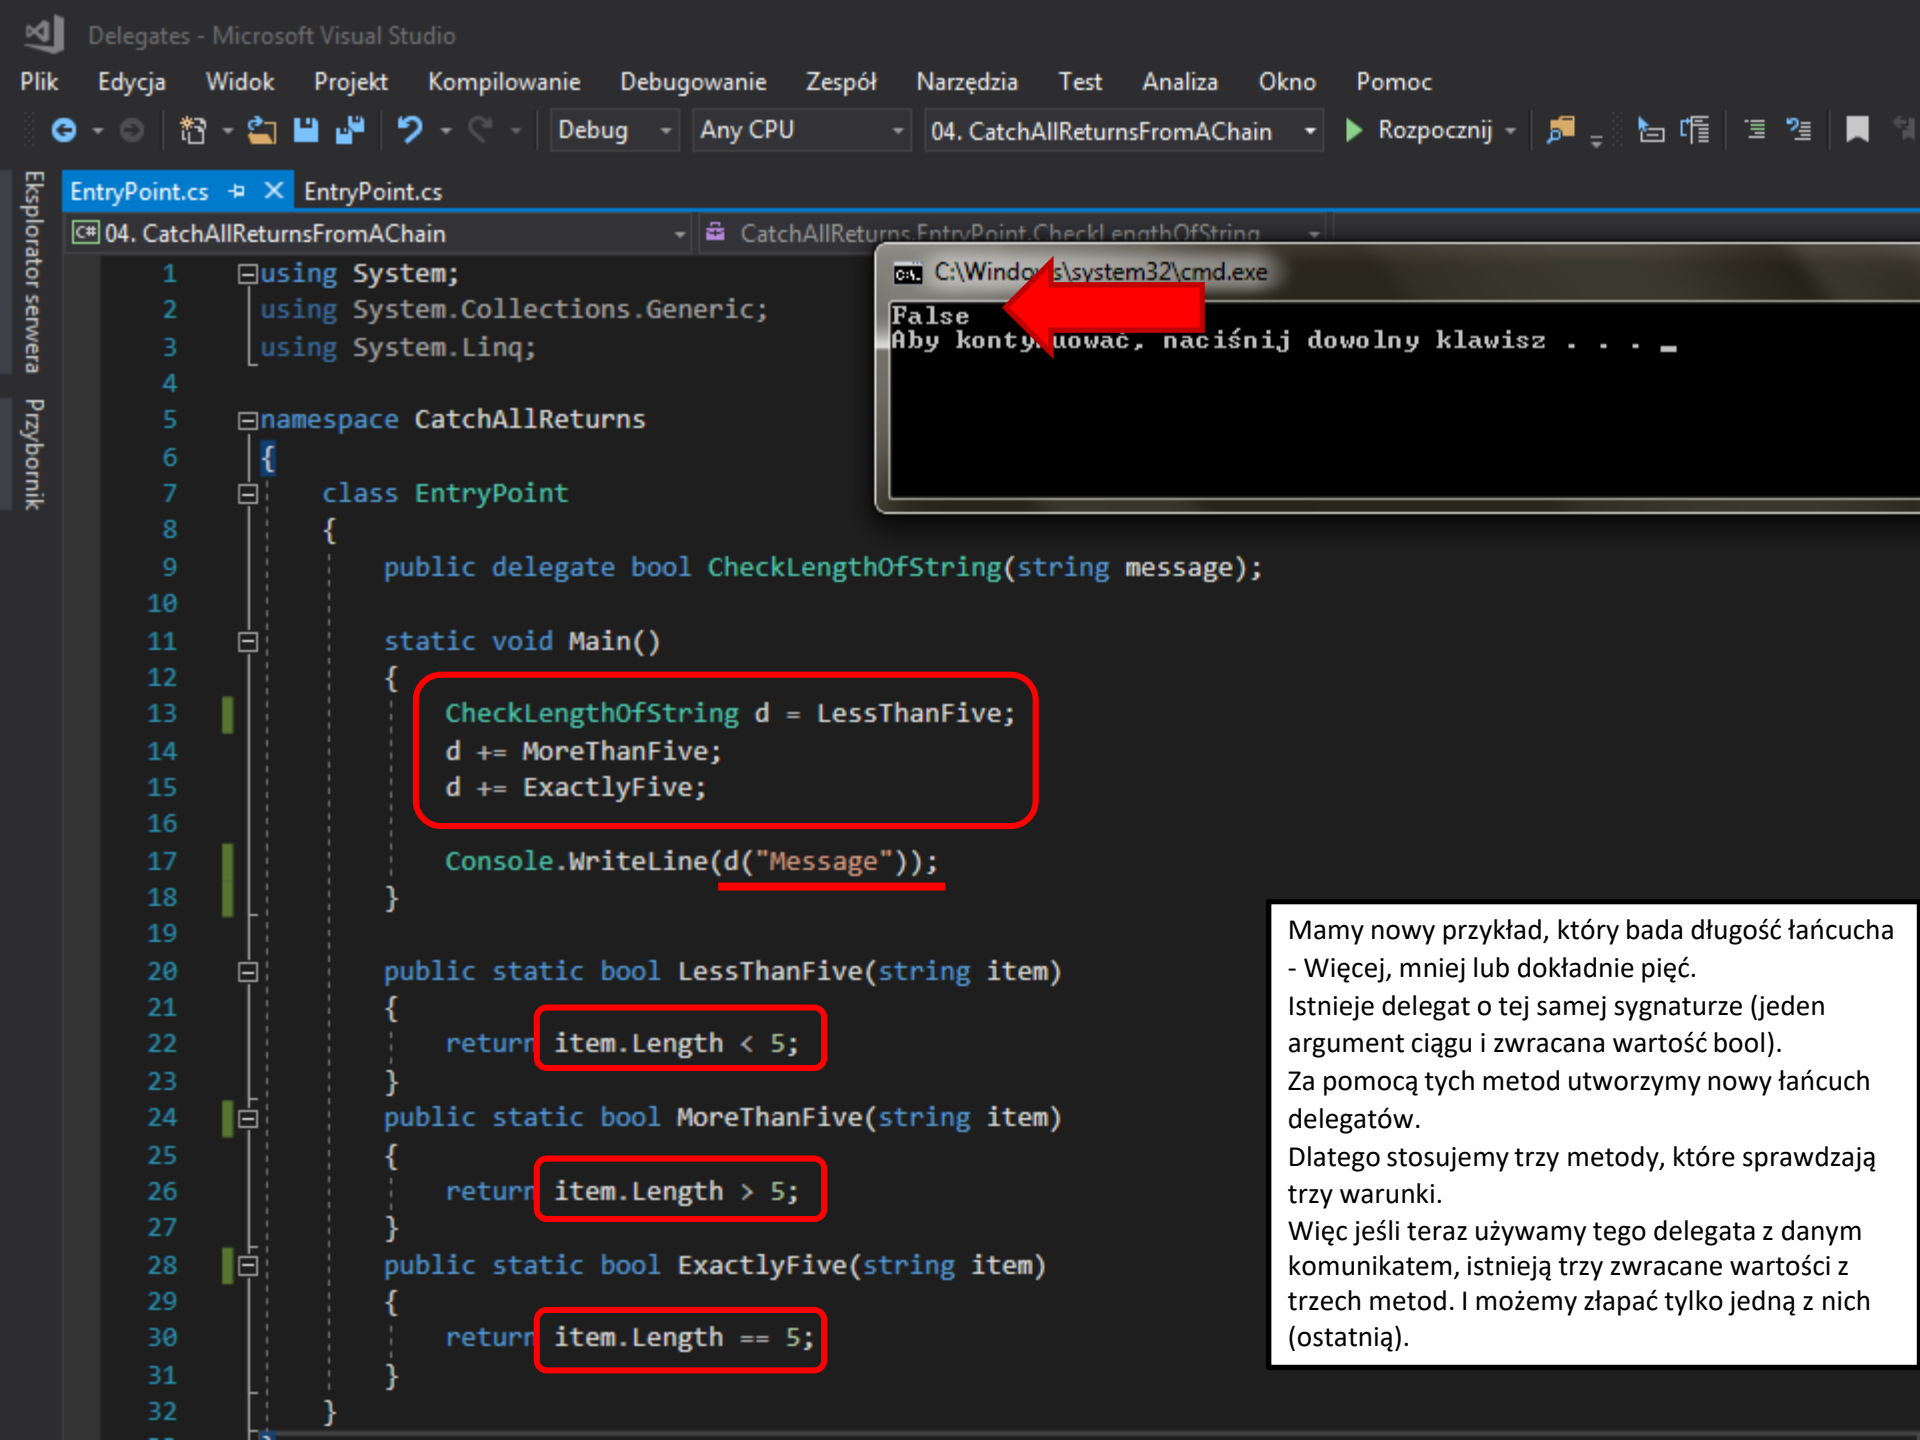 Delegates - Microsoft Visual Studio
Plik Edycja Widok Projekt Kompilowanie Debugowanie Zespół Narzędzia Test Analiza Okno Pomoc
Debug Any CPU 04. CatchAllReturnsFromAChain Rozpocznij
Eksplorator serwera
Przybornik
EntryPoint.cs EntryPoint.cs
C# 04. CatchAllReturnsFromAChain CatchAllReturns.EntryPoint.CheckLengthOfString
C:\Windows\system32\cmd.exe
False
Aby kontynuować, naciśnij dowolny klawisz . . . _
1 using System;
2 using System.Collections.Generic;
3 using System.Linq;
4
5 namespace CatchAllReturns
6 {
7 class EntryPoint
8 {
9 public delegate bool CheckLengthOfString(string message);
10
11 static void Main()
12 {
13 CheckLengthOfString d = LessThanFive;
14 d += MoreThanFive;
15 d += ExactlyFive;
16
17 Console.WriteLine(d("Message"));
18 }
19
20 public static bool LessThanFive(string item)
21 {
22 return item.Length < 5;
23 }
24 public static bool MoreThanFive(string item)
25 {
26 return item.Length > 5;
27 }
28 public static bool ExactlyFive(string item)
29 {
30 return item.Length == 5;
31 }
32 }
Mamy nowy przykład, który bada długość łańcucha
- Więcej, mniej lub dokładnie pięć.
Istnieje delegat o tej samej sygnaturze (jeden
argument ciągu i zwracana wartość bool).
Za pomocą tych metod utworzymy nowy łańcuch
delegatów.
Dlatego stosujemy trzy metody, które sprawdzają
trzy warunki.
Więc jeśli teraz używamy tego delegata z danym
komunikatem, istnieją trzy zwracane wartości z
trzech metod. I możemy złapać tylko jedną z nich
(ostatnią).